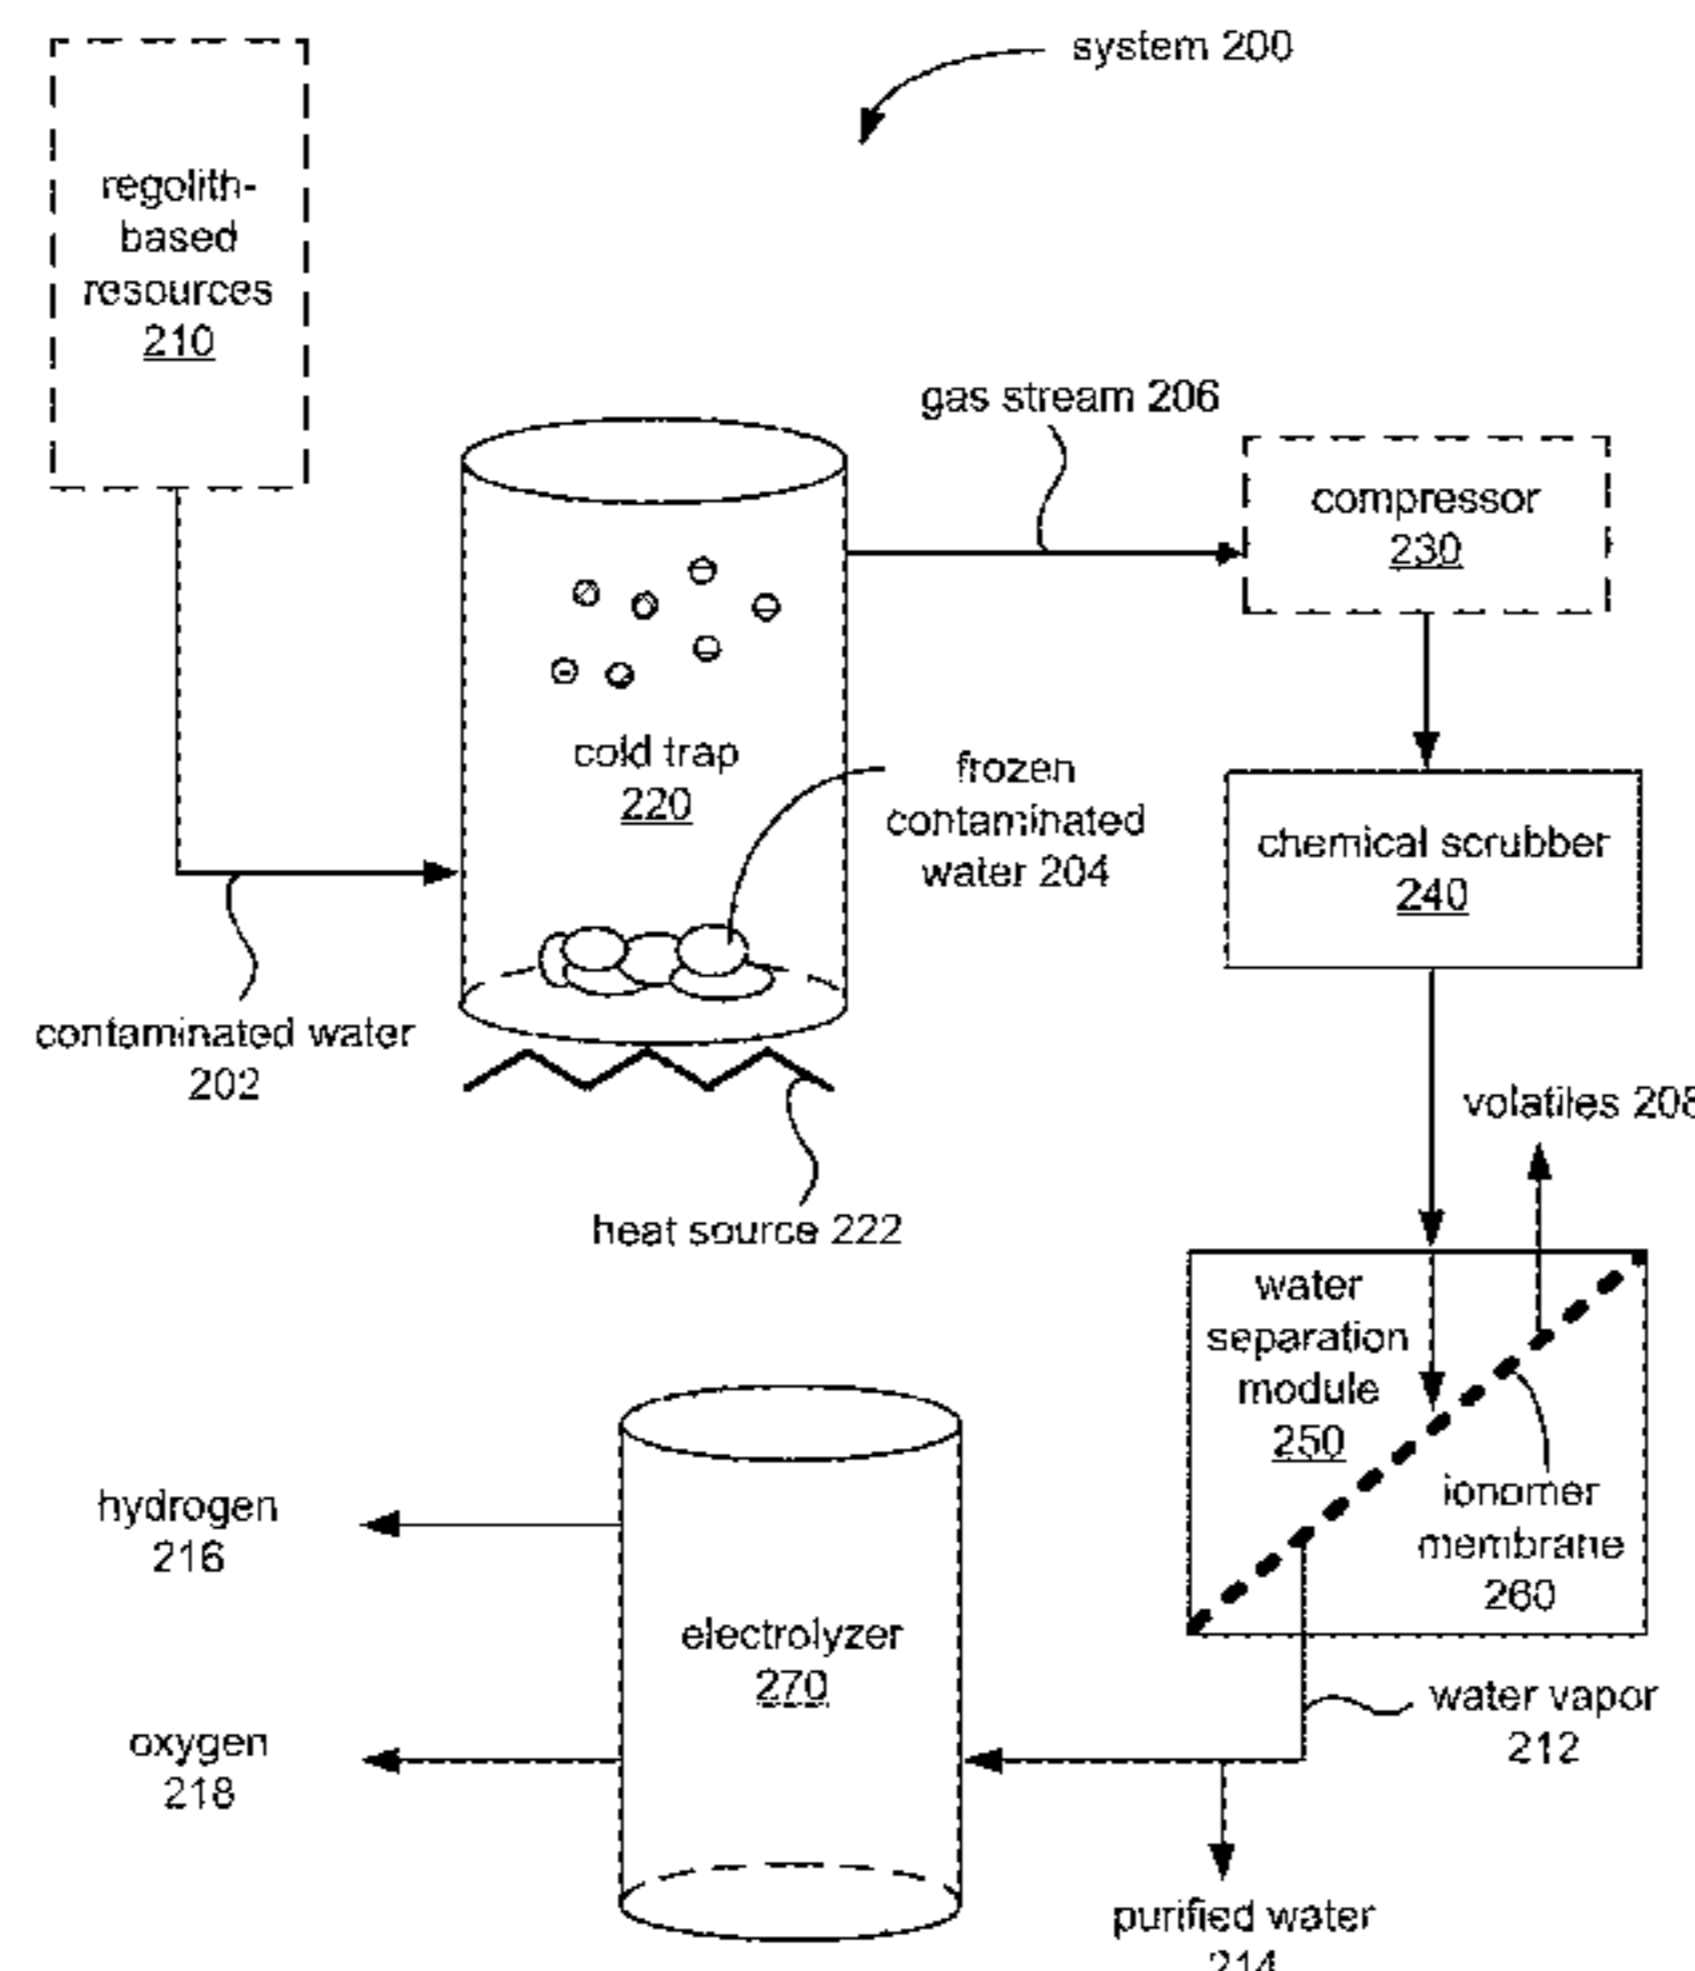 system 200
regolith-
based
resources
210
gas stream 206
compressor
230
cold trap
220
frozen
contaminated
water 204
chemical scrubber
240
contaminated water
202
volatiles 208
heat source 222
water
separation
module
250
ionomer
membrane
260
hydrogen
216
electrolyzer
270
oxygen
218
water vapor
212
purified water
214